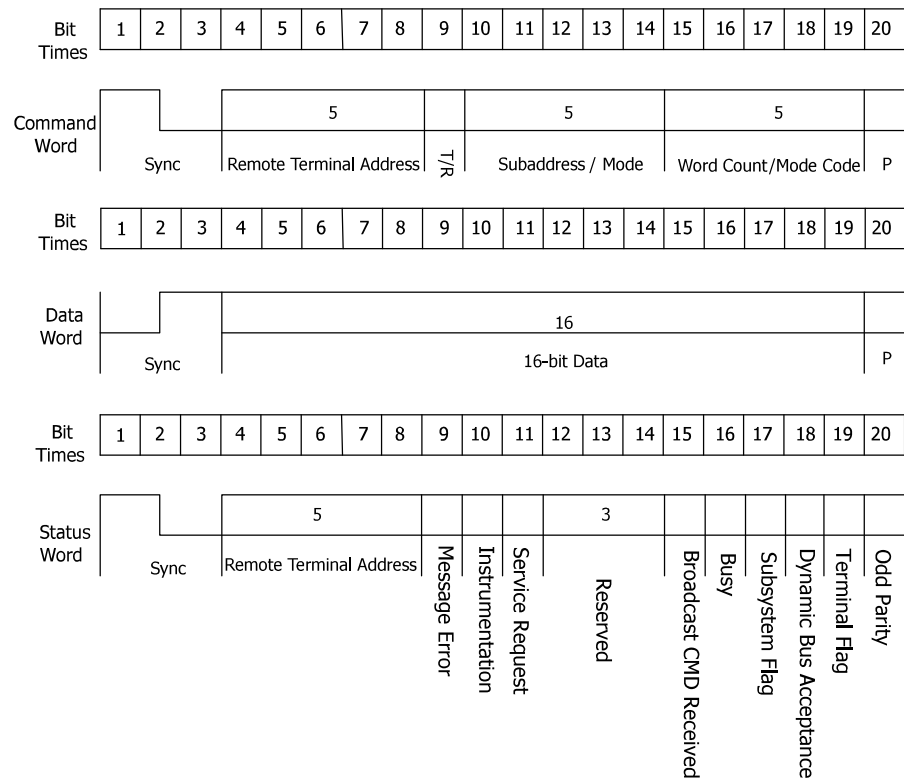 Bit Times 1 2 3 4 5 6 7 8 9 10 11 12 13 14 15 16 17 18 19 20
Command Word
5 5 5
Sync Remote Terminal Address T/R Subaddress / Mode Word Count/Mode Code P
Bit Times 1 2 3 4 5 6 7 8 9 10 11 12 13 14 15 16 17 18 19 20
Data Word
16
Sync 16-bit Data P
Bit Times 1 2 3 4 5 6 7 8 9 10 11 12 13 14 15 16 17 18 19 20
Status Word
5 3
Sync Remote Terminal Address
Message Error
Instrumentation
Service Request
Reserved
Broadcast CMD Received
Busy
Subsystem Flag
Dynamic Bus Acceptance
Terminal Flag
Odd Parity